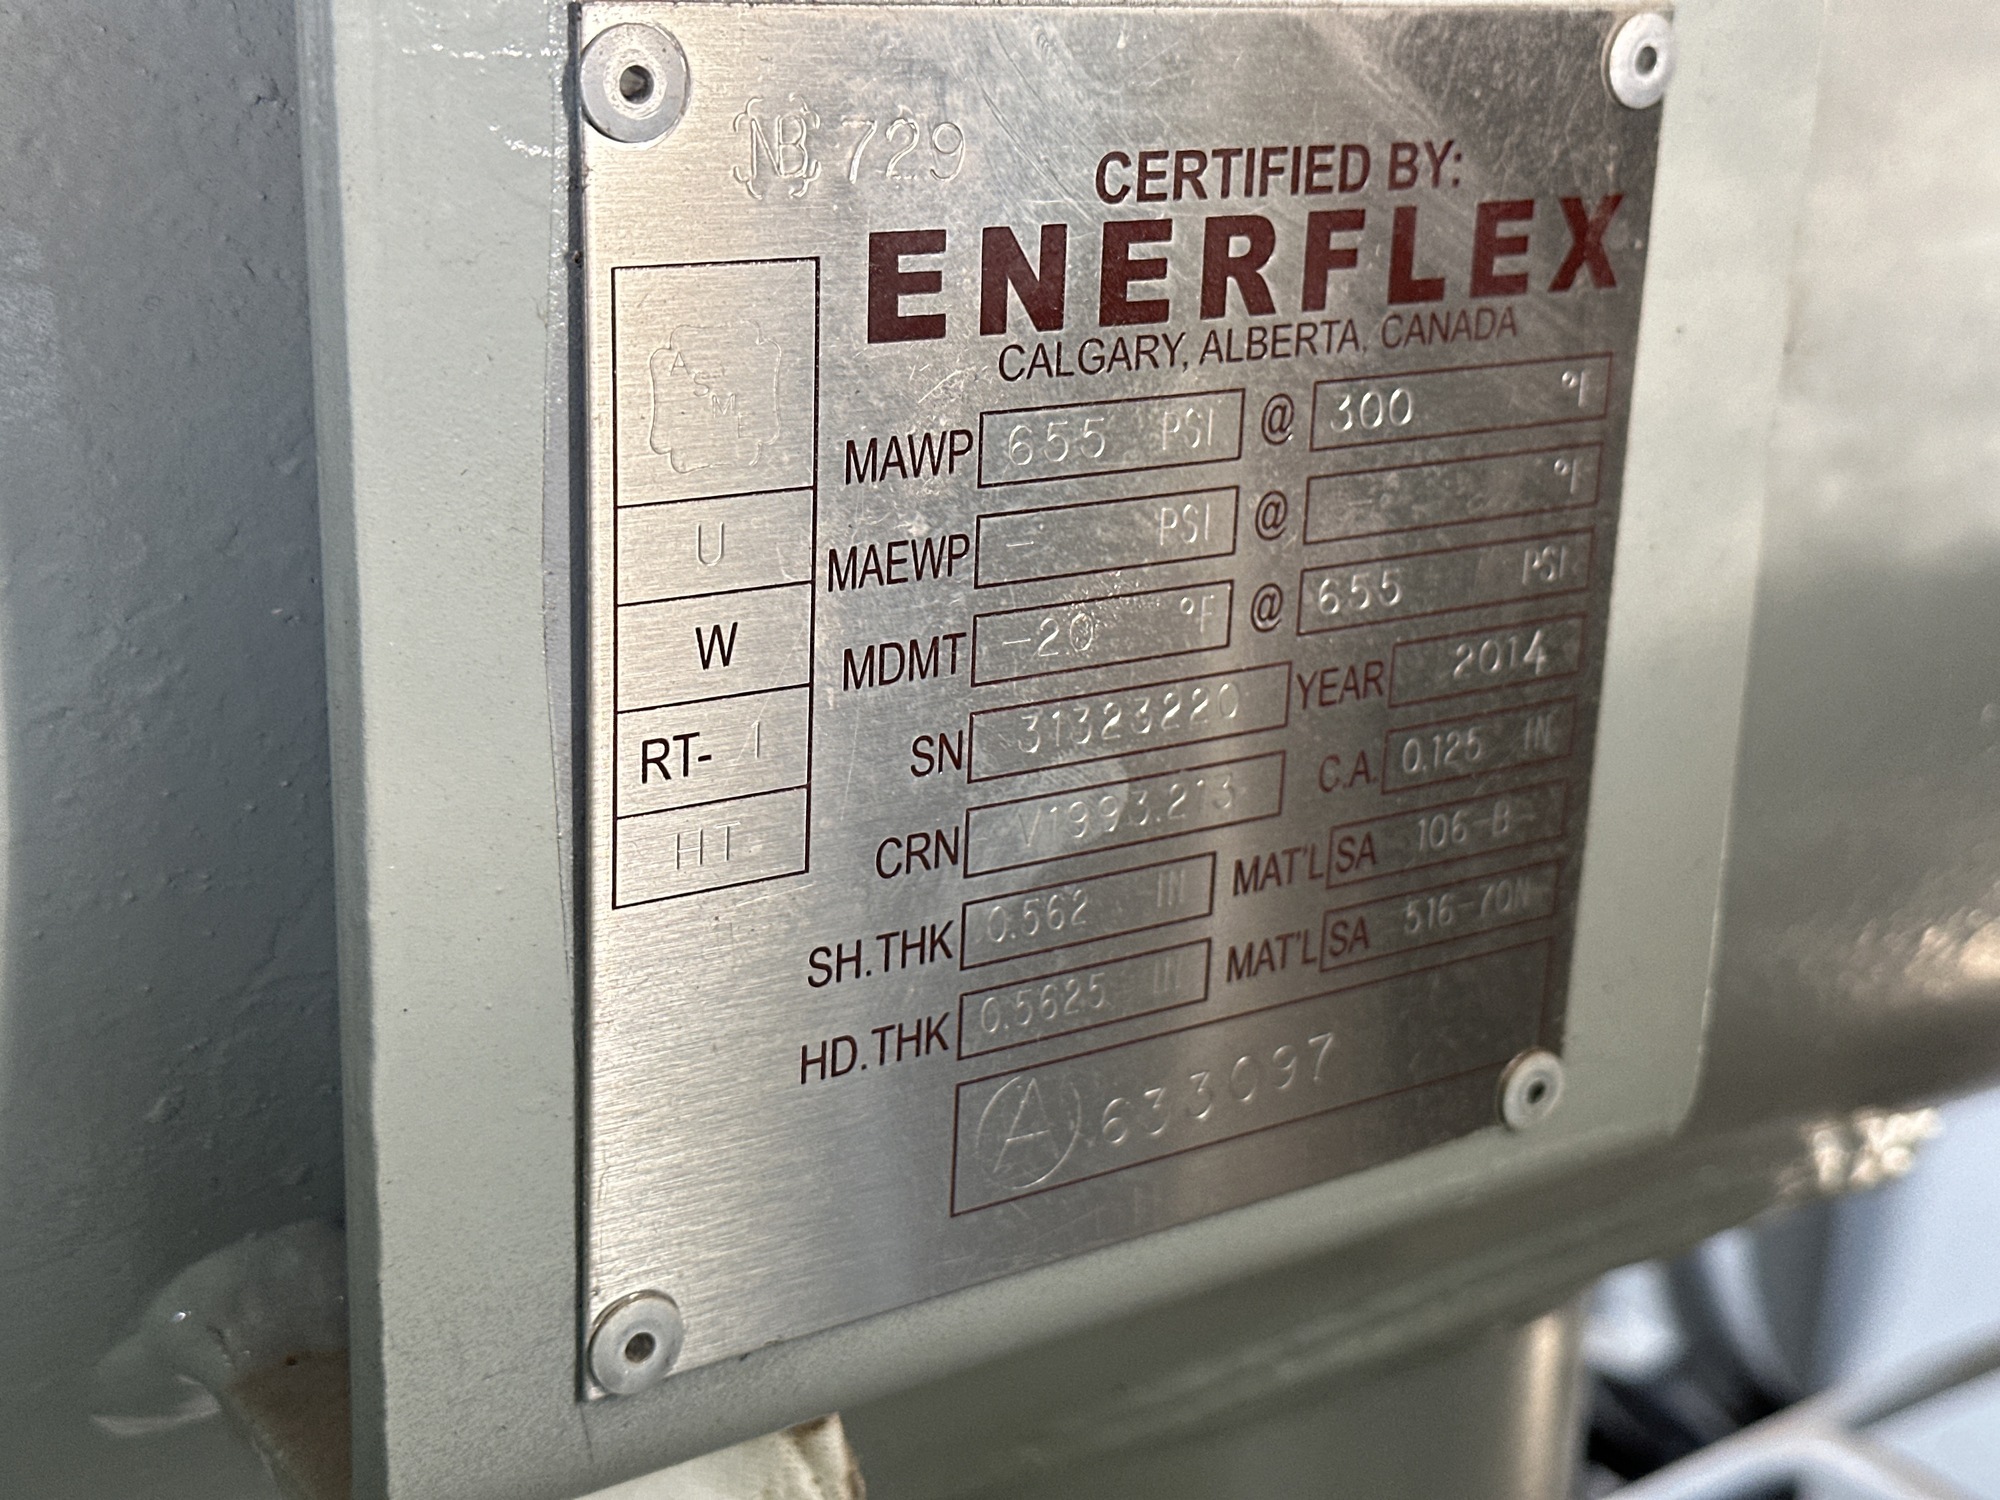 NB 729
CERTIFIED BY:
ENERFLEX
CALGARY, ALBERTA, CANADA
ASME
U
W
RT- 1
HT
MAWP 655 PSI @ 300 °F
MAEWP - PSI @ - °F
MDMT -20 °F @ 655 PSI
SN 31323220 YEAR 2014
CRN V1993.213 C.A. 0.125 IN
SH.THK 0.562 IN MAT'L SA 106-B
HD.THK 0.5625 IN MAT'L SA 516-70N
A 633097